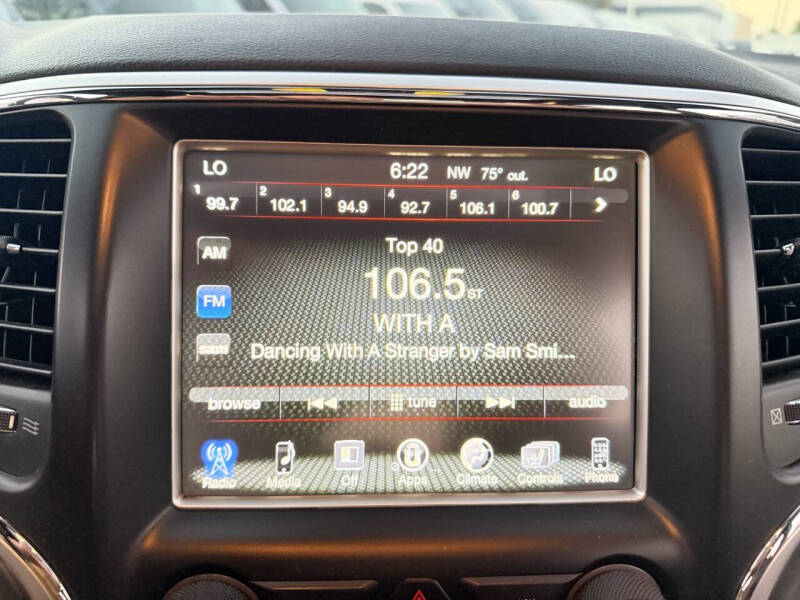 LO 6:22 NW 75° out. LO
1 99.7 2 102.1 3 94.9 4 92.7 5 106.1 6 100.7
Top 40
AM
106.5 ST
FM
WITH A
sxm
Dancing With A Stranger by Sam Smi...
browse tune audio
Radio Media Off Apps Climate Controls Phone